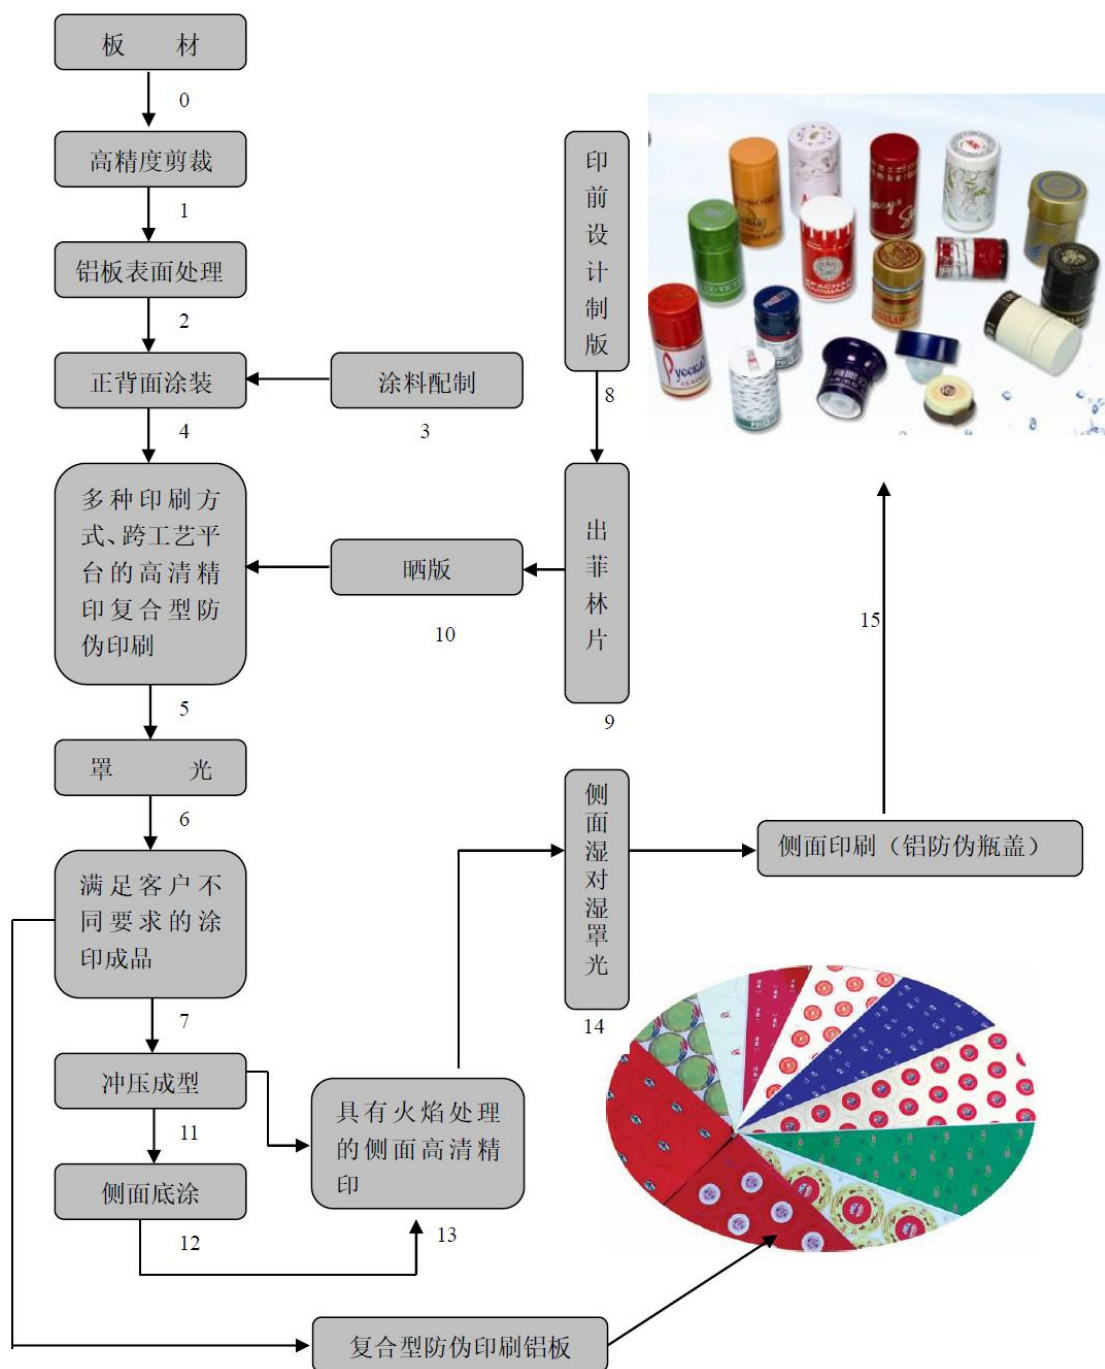 板 材
0
高精度剪裁
1
铝板表面处理
2
正背面涂装
涂料配制
3
4
多种印刷方
式、跨工艺平
台的高清精
印复合型防
伪印刷
5
罩 光
6
满足客户不
同要求的涂
印成品
7
冲压成型
11
侧面底涂
12
印
前
设
计
制
版
8
出
菲
林
片
9
晒版
10
具有火焰处理
的侧面高清精
印
13
侧
面
湿
对
湿
罩
光
14
侧面印刷（铝防伪瓶盖）
15
复合型防伪印刷铝板
КРАСНАЯ
Русская